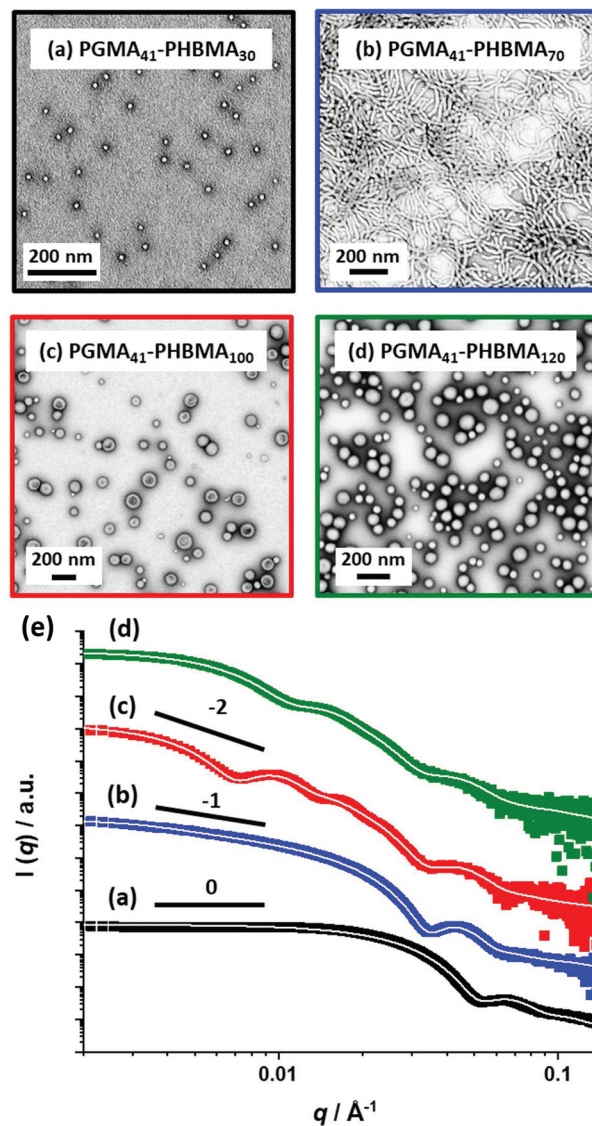 (a) PGMA₄₁-PHBMA₃₀
200 nm
(b) PGMA₄₁-PHBMA₇₀
200 nm
(c) PGMA₄₁-PHBMA₁₀₀
200 nm
(d) PGMA₄₁-PHBMA₁₂₀
200 nm
(e)
(d)
(c)
-2
(b)
-1
(a)
0
I (q) / a.u.
0.01
0.1
q / Å⁻¹